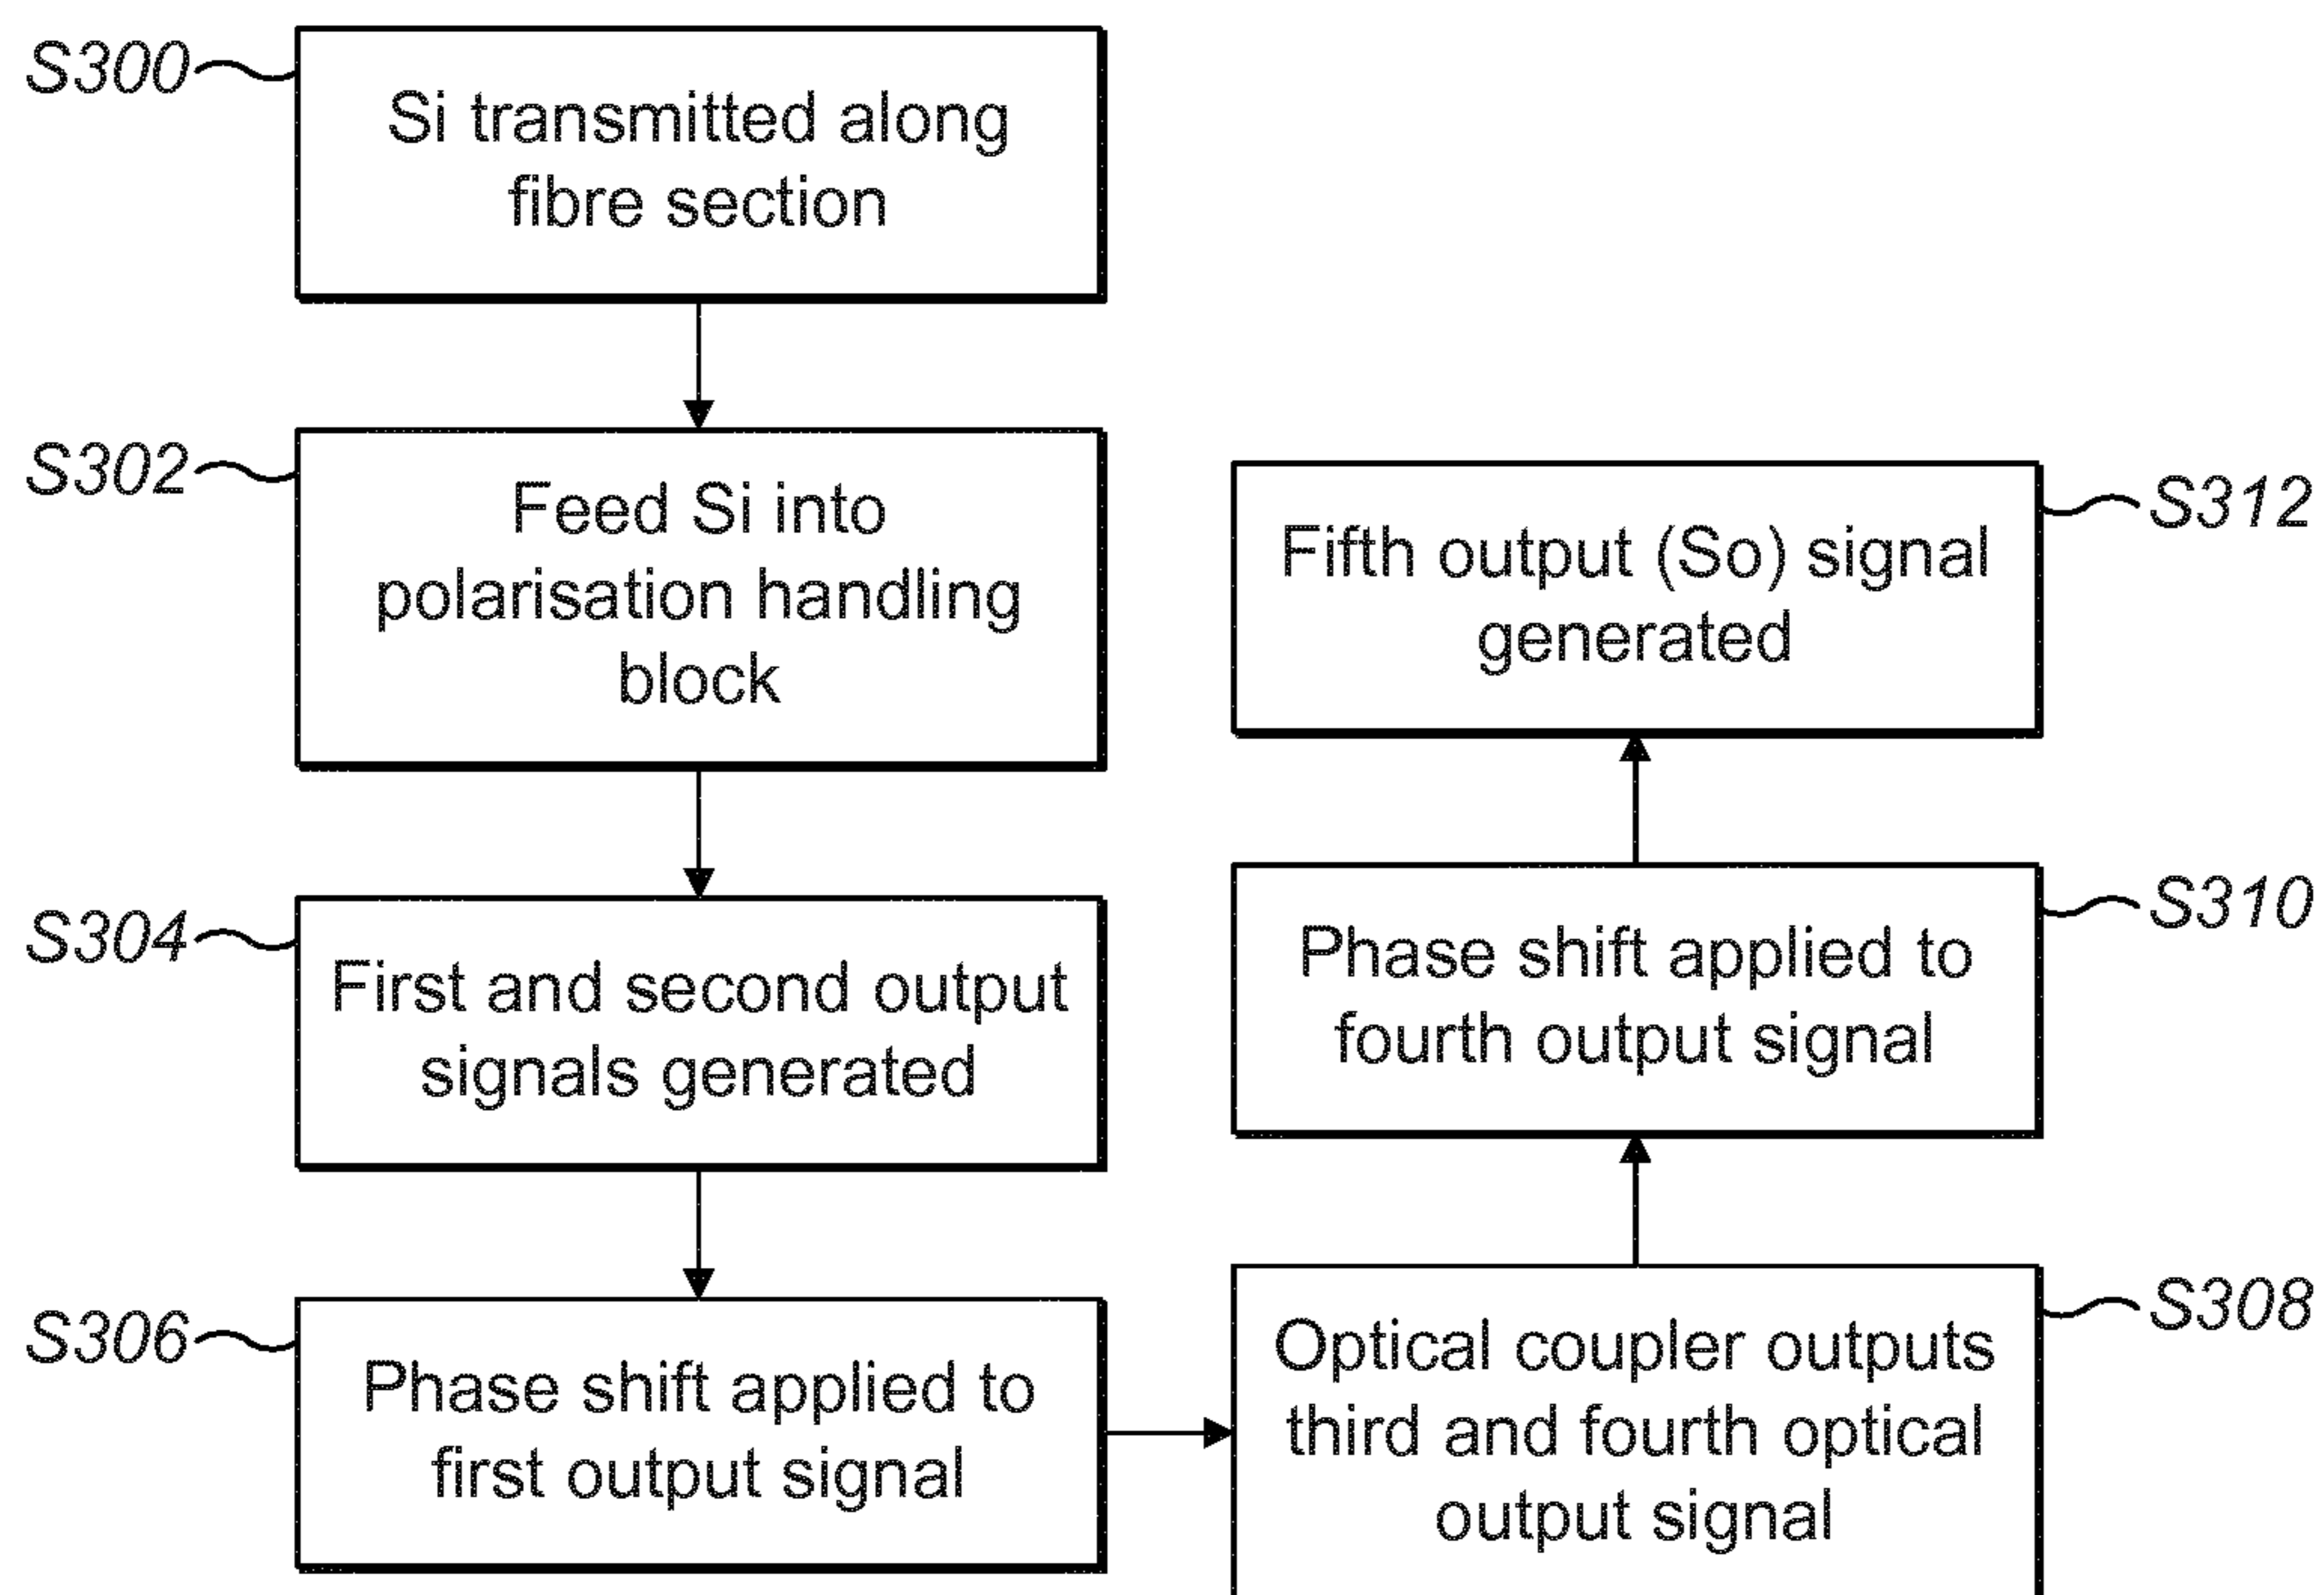 S300
Si transmitted along
fibre section
S302
Feed Si into
polarisation handling
block
S304
First and second output
signals generated
S306
Phase shift applied to
first output signal
S308
Optical coupler outputs
third and fourth optical
output signal
S310
Phase shift applied to
fourth output signal
S312
Fifth output (So) signal
generated